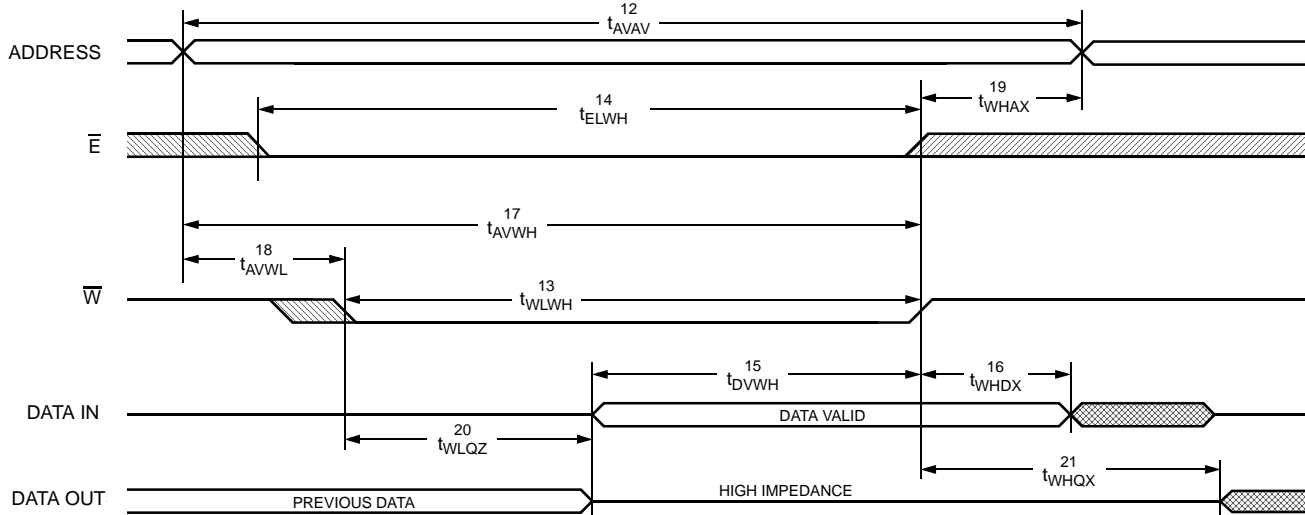 12
tAVAV
ADDRESS
14
tELWH
19
tWHAX
E
17
tAVWH
18
tAVWL
W
13
tWLWH
15
tDVWH
16
tWHDX
DATA IN
DATA VALID
20
tWLQZ
21
tWHQX
DATA OUT
PREVIOUS DATA
HIGH IMPEDANCE